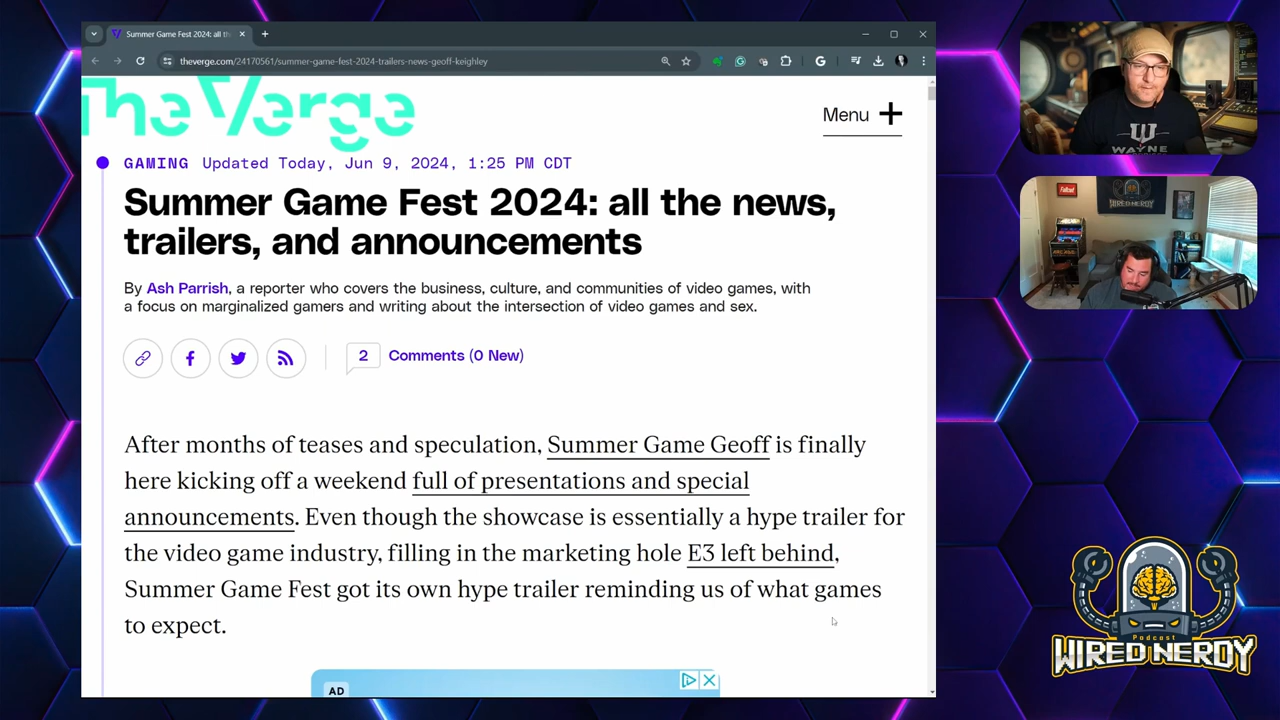 Summer Game Fest 2024: all th
theverge.com/24170561/summer-game-fest-2024-trailers-news-geoff-keighley
The Verge
Menu
GAMING Updated Today, Jun 9, 2024, 1:25 PM CDT
Summer Game Fest 2024: all the news,
trailers, and announcements
By Ash Parrish, a reporter who covers the business, culture, and communities of video games, with
a focus on marginalized gamers and writing about the intersection of video games and sex.
2 Comments (0 New)
After months of teases and speculation, Summer Game Geoff is finally
here kicking off a weekend full of presentations and special
announcements. Even though the showcase is essentially a hype trailer for
the video game industry, filling in the marketing hole E3 left behind,
Summer Game Fest got its own hype trailer reminding us of what games
to expect.
AD
WAYNE
Fallout
WIRED NERDY
Podcast
WIRED NERDY